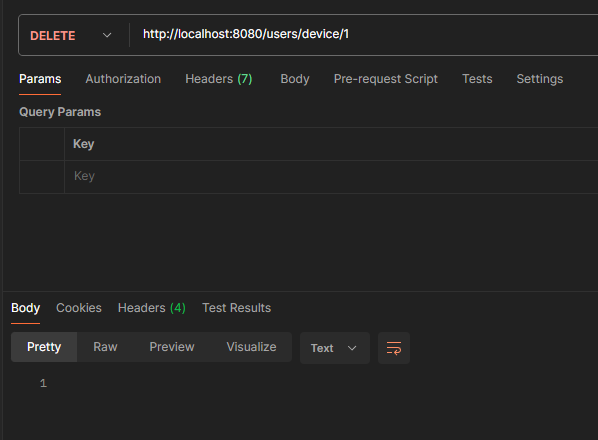 DELETE http://localhost:8080/users/device/1
Params Authorization Headers (7) Body Pre-request Script Tests Settings
Query Params
Key
Key
Body Cookies Headers (4) Test Results
Pretty Raw Preview Visualize Text
1